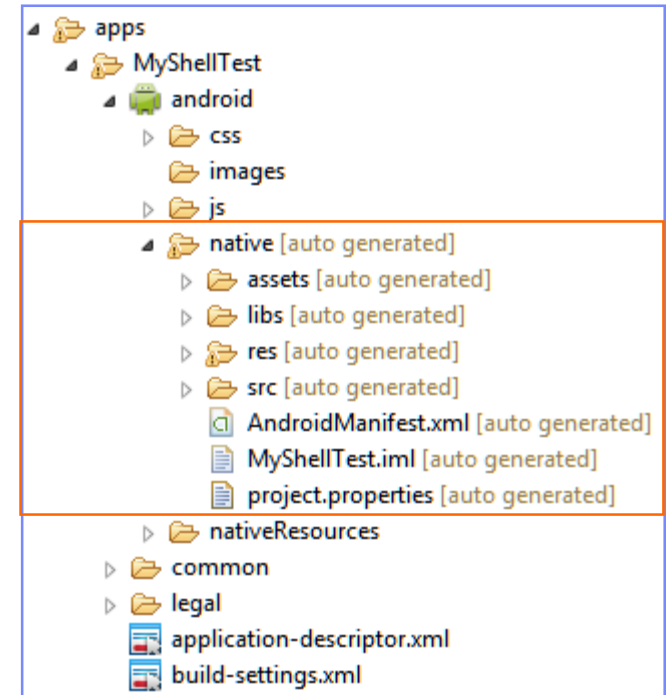 apps
MyShellTest
android
css
images
js
native [auto generated]
assets [auto generated]
libs [auto generated]
res [auto generated]
src [auto generated]
AndroidManifest.xml [auto generated]
MyShellTest.iml [auto generated]
project.properties [auto generated]
nativeResources
common
legal
application-descriptor.xml
build-settings.xml